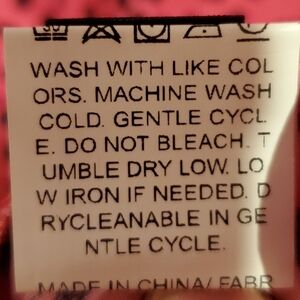 WASH WITH LIKE COL
ORS. MACHINE WASH
COLD. GENTLE CYCL
E. DO NOT BLEACH. T
UMBLE DRY LOW. LO
W IRON IF NEEDED. D
RYCLEANABLE IN GE
NTLE CYCLE.
MADE IN CHINA/ FABR